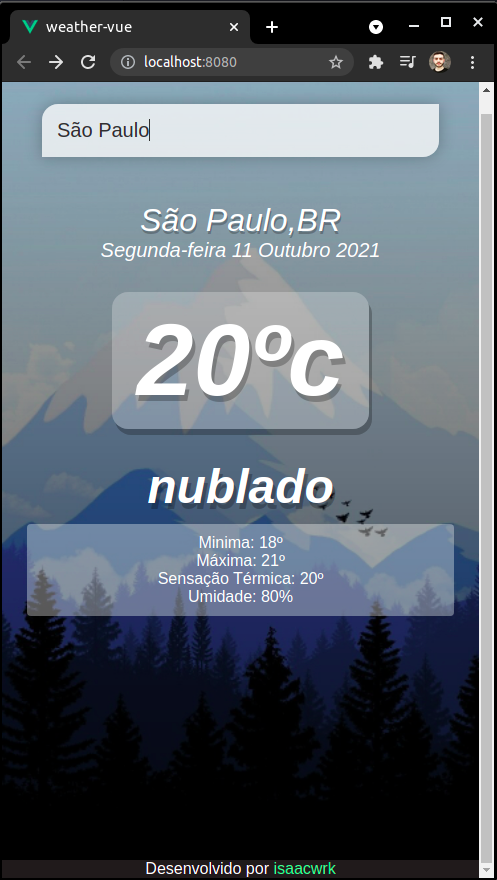 weather-vue
localhost:8080
São Paulo
São Paulo,BR
Segunda-feira 11 Outubro 2021
20ºc
nublado
Minima: 18º
Máxima: 21º
Sensação Térmica: 20º
Umidade: 80%
Desenvolvido por isaacwrk